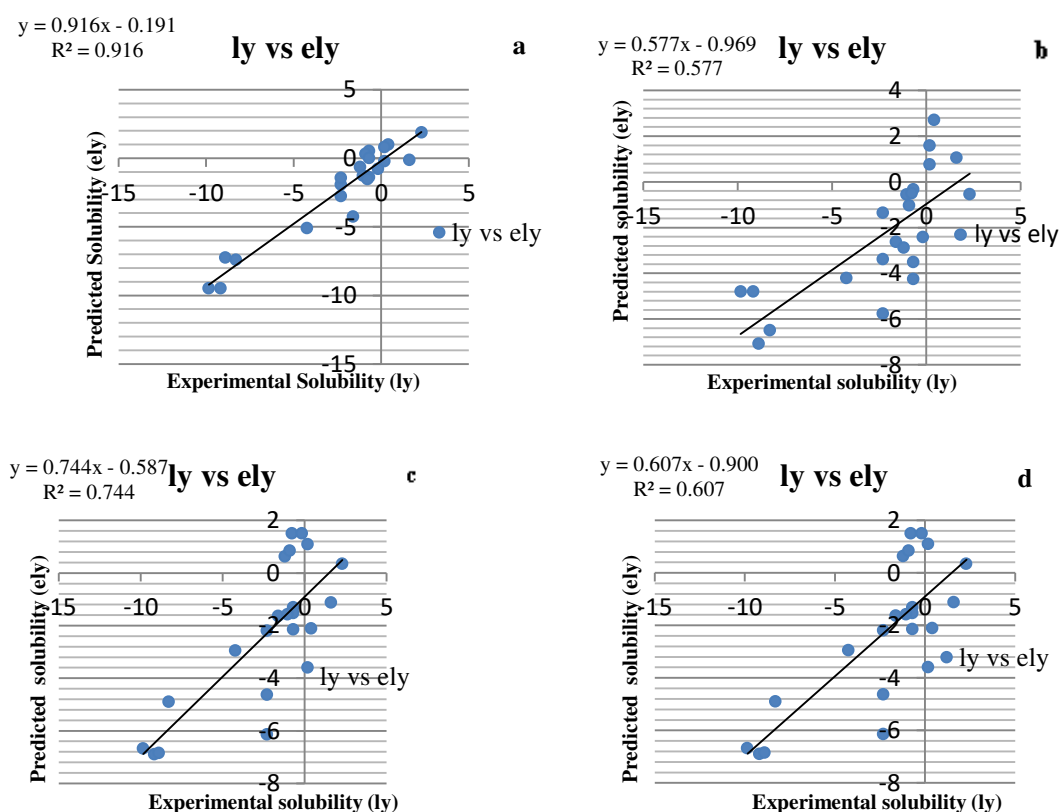 y = 0.916x - 0.191
R² = 0.916
ly vs ely
a
5
0
-15
-10
-5
0
5
-5
-10
-15
ly vs ely
Predicted Solubility (ely)
Experimental Solubility (ly)
y = 0.577x - 0.969
R² = 0.577
ly vs ely
b
4
2
0
-15
-10
-5
0
5
-2
-4
-6
-8
ly vs ely
Predicted solubility (ely)
Experimental solubility (ly)
y = 0.744x - 0.587
R² = 0.744
ly vs ely
c
2
0
-15
-10
-5
0
5
-2
-4
-6
-8
ly vs ely
Predicted solubility (ely)
Experimental solubility (ly)
y = 0.607x - 0.900
R² = 0.607
ly vs ely
d
2
0
-15
-10
-5
0
5
-2
-4
-6
-8
ly vs ely
Predicted solubility (ely)
Experimental solubility (ly)